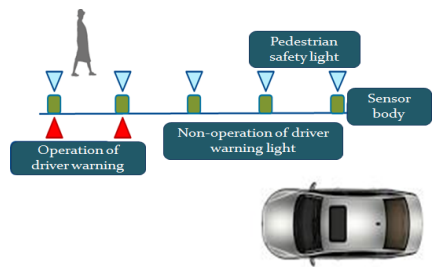 Pedestrian
safety light
Sensor
body
Non-operation of driver
warning light
Operation of
driver warning